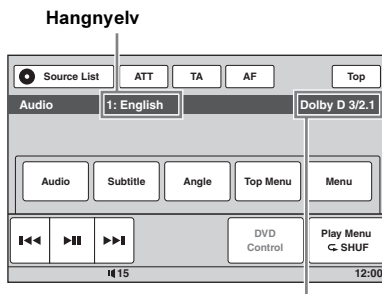 Hangnyelv
Source List ATT TA AF Top
Audio 1: English Dolby D 3/2.1
Audio Subtitle Angle Top Menu Menu
DVD Control Play Menu SHUF
15 12:00